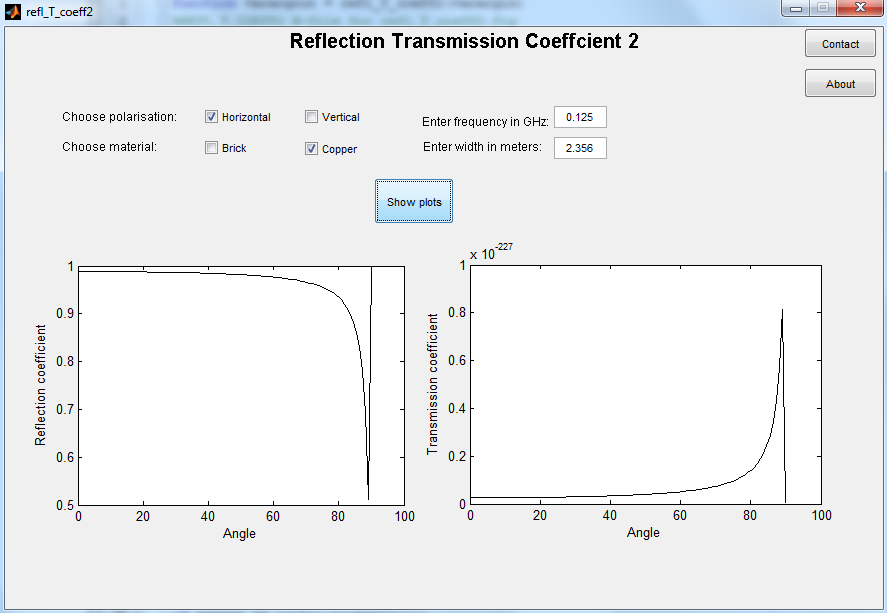 refl_T_coeff2
Reflection Transmission Coeffcient 2
Contact
About
Choose polarisation: Horizontal Vertical Enter frequency in GHz: 0.125
Choose material: Brick Copper Enter width in meters: 2.356
Show plots
1
0.9
0.8
0.7
0.6
0.5
0 20 40 60 80 100
Angle
Reflection coefficient
x 10^-227
1
0.8
0.6
0.4
0.2
0
0 20 40 60 80 100
Angle
Transmission coefficient